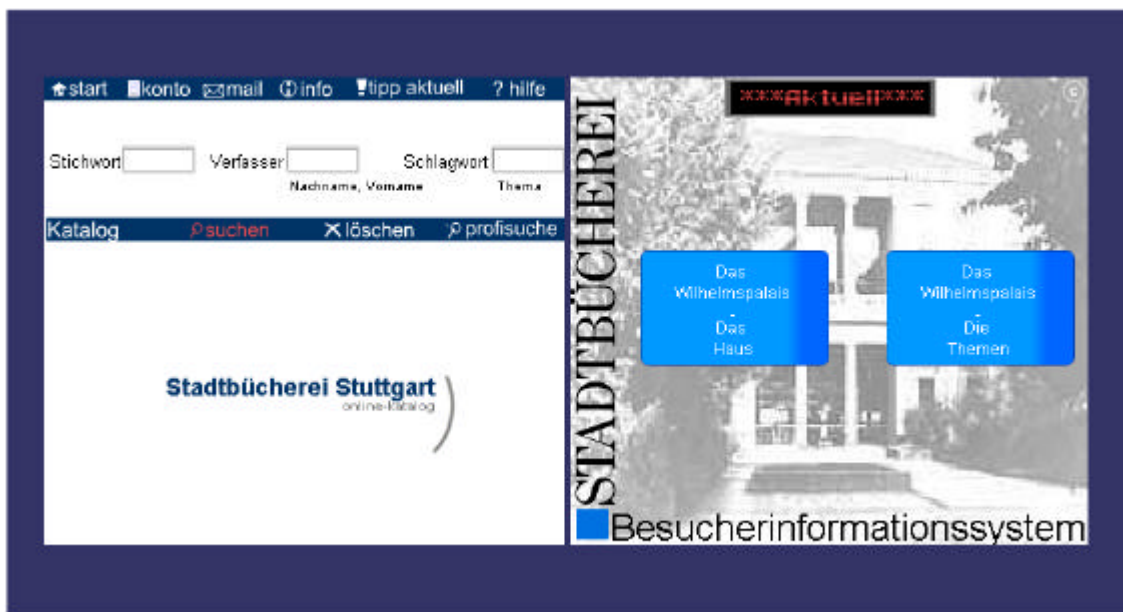 start konto mail info tipp aktuell ? hilfe
Stichwort Verfasser Schlagwort
Nachname, Vorname Thema
Katalog suchen löschen profisuche
Stadtbücherei Stuttgart
online-katalog
STADTBÜCHEREI
***Aktuell***
©
Das
Wilhelmspalais
-
Das
Haus
Das
Wilhelmspalais
-
Die
Themen
Besucherinformationssystem